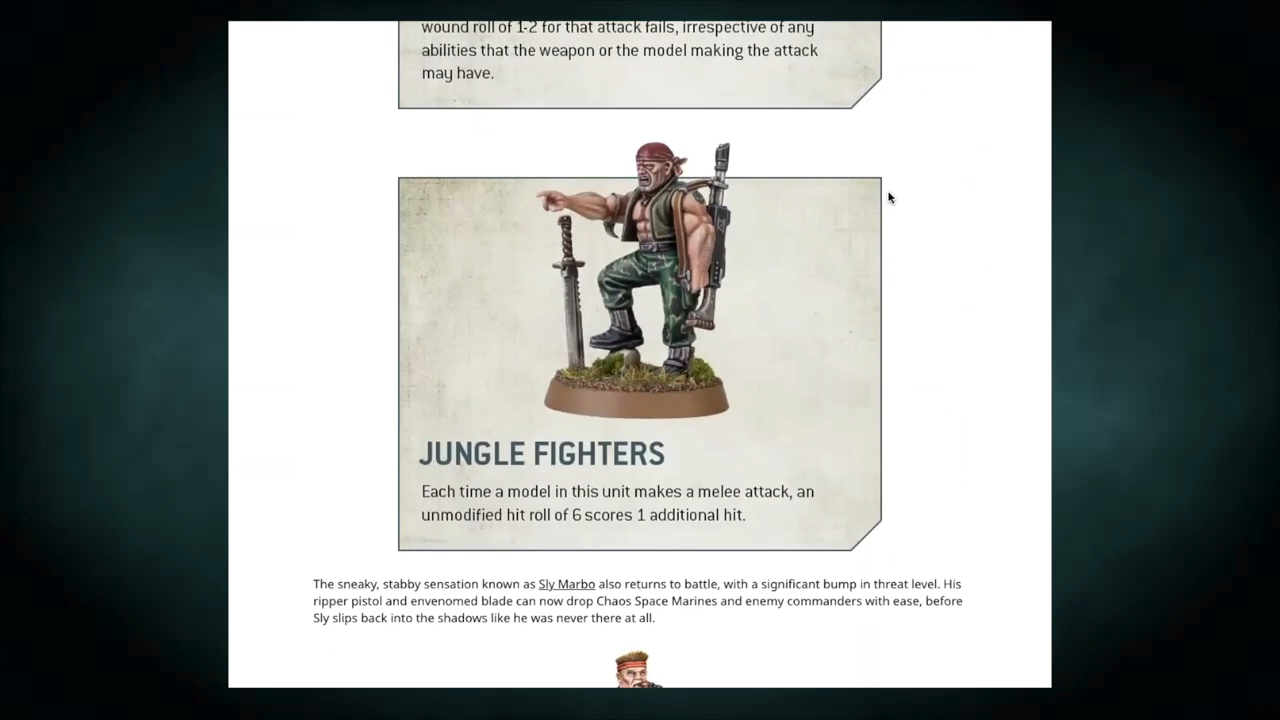 wound roll of 1-2 for that attack fails, irrespective of any
abilities that the weapon or the model making the attack
may have.
JUNGLE FIGHTERS
Each time a model in this unit makes a melee attack, an
unmodified hit roll of 6 scores 1 additional hit.
The sneaky, stabby sensation known as Sly Marbo also returns to battle, with a significant bump in threat level. His
ripper pistol and envenomed blade can now drop Chaos Space Marines and enemy commanders with ease, before
Sly slips back into the shadows like he was never there at all.